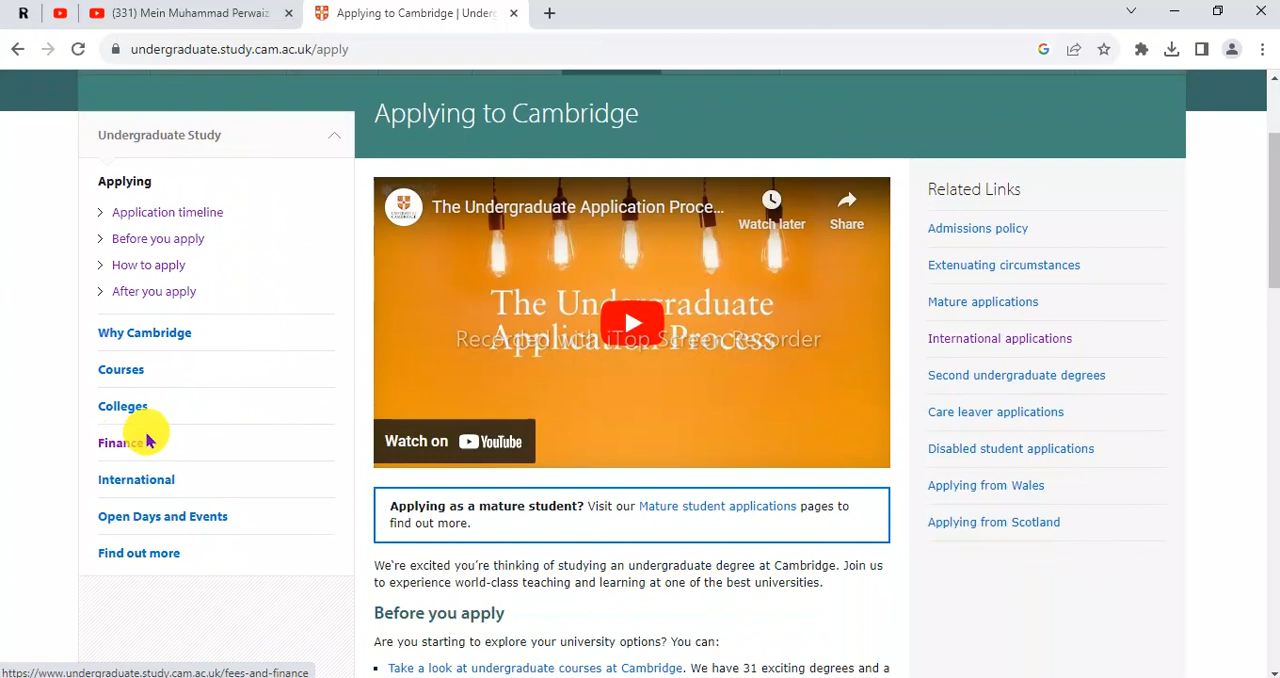 R
(331) Mein Muhammad Perwaiz
Applying to Cambridge | Underg
undergraduate.study.cam.ac.uk/apply
Applying to Cambridge
Undergraduate Study
Applying
Application timeline
Before you apply
How to apply
After you apply
Why Cambridge
Courses
Colleges
Finance
International
Open Days and Events
Find out more
The Undergraduate Application Proce...
Watch later
Share
The Undergraduate
Application Process
Recorded with iTop Screen Recorder
Watch on YouTube
Applying as a mature student? Visit our Mature student applications pages to
find out more.
We're excited you're thinking of studying an undergraduate degree at Cambridge. Join us
to experience world-class teaching and learning at one of the best universities.
Before you apply
Are you starting to explore your university options? You can:
Take a look at undergraduate courses at Cambridge. We have 31 exciting degrees and a
Related Links
Admissions policy
Extenuating circumstances
Mature applications
International applications
Second undergraduate degrees
Care leaver applications
Disabled student applications
Applying from Wales
Applying from Scotland
https://www.undergraduate.study.cam.ac.uk/fees-and-finance